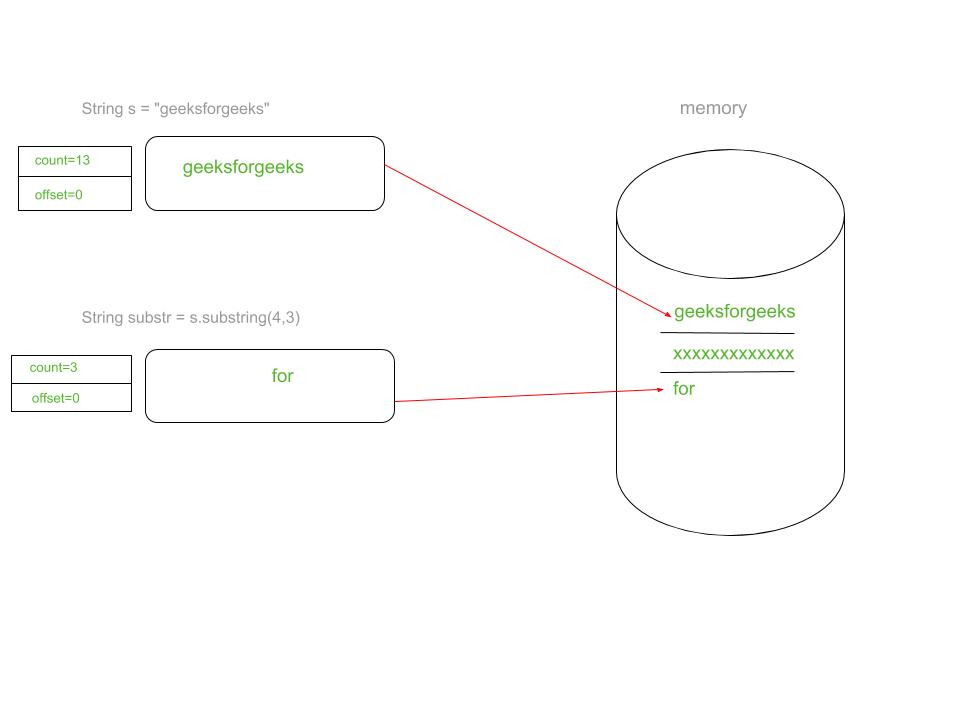 String s = "geeksforgeeks"
memory
count=13
geeksforgeeks
offset=0
geeksforgeeks
String substr = s.substring(4,3)
xxxxxxxxxxxxx
count=3
for
for
offset=0